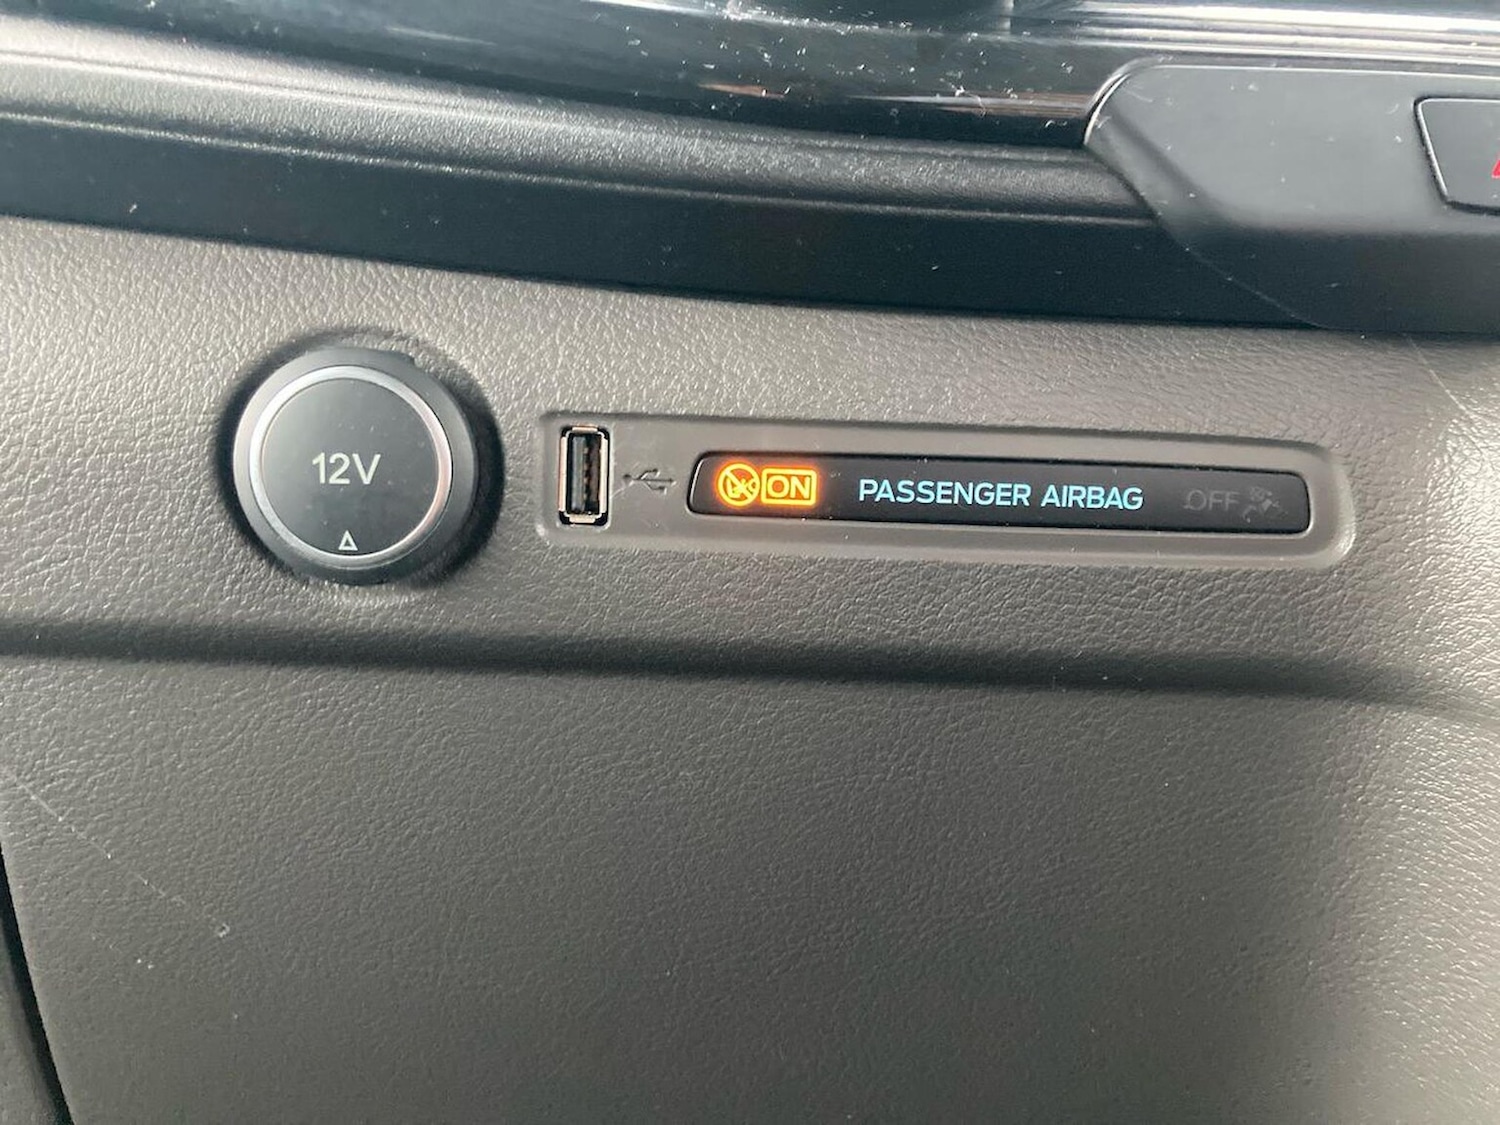 12V
ON PASSENGER AIRBAG OFF